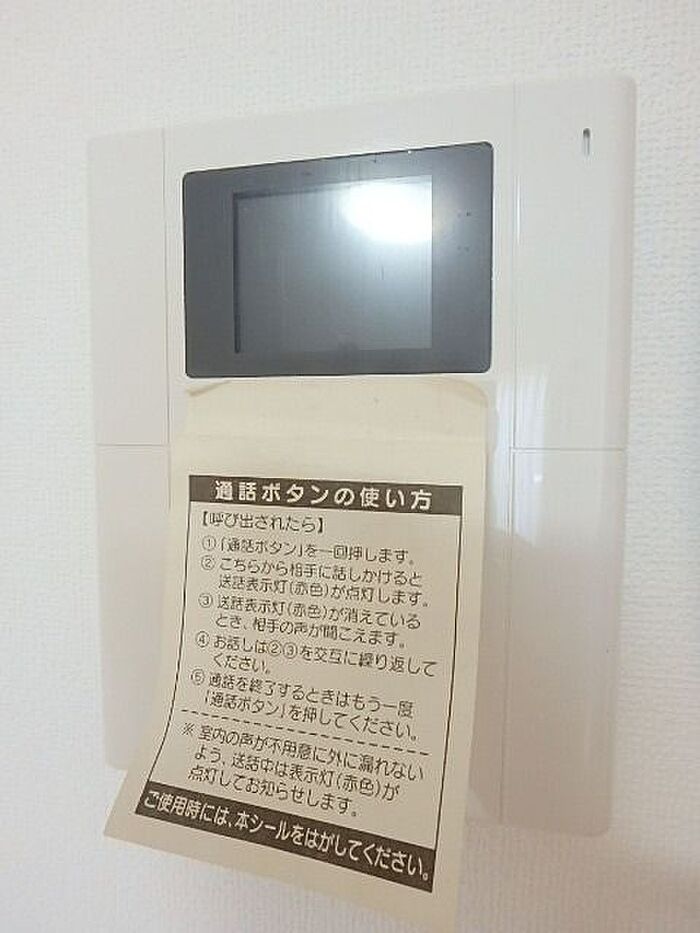 通話ボタンの使い方
【呼び出されたら】
①「通話ボタン」を一回押します。
② こちらから相手に話しかけると
送話表示灯(赤色)が点灯します。
③ 送話表示灯(赤色)が消えている
とき、相手の声が聞こえます。
④ お話しは②③を交互に繰り返して
ください。
⑤ 通話を終了するときはもう一度
「通話ボタン」を押してください。
※ 室内の声が不用意に外に漏れない
よう、送話中は表示灯(赤色)が
点灯してお知らせします。
ご使用時には、本シールをはがしてください。